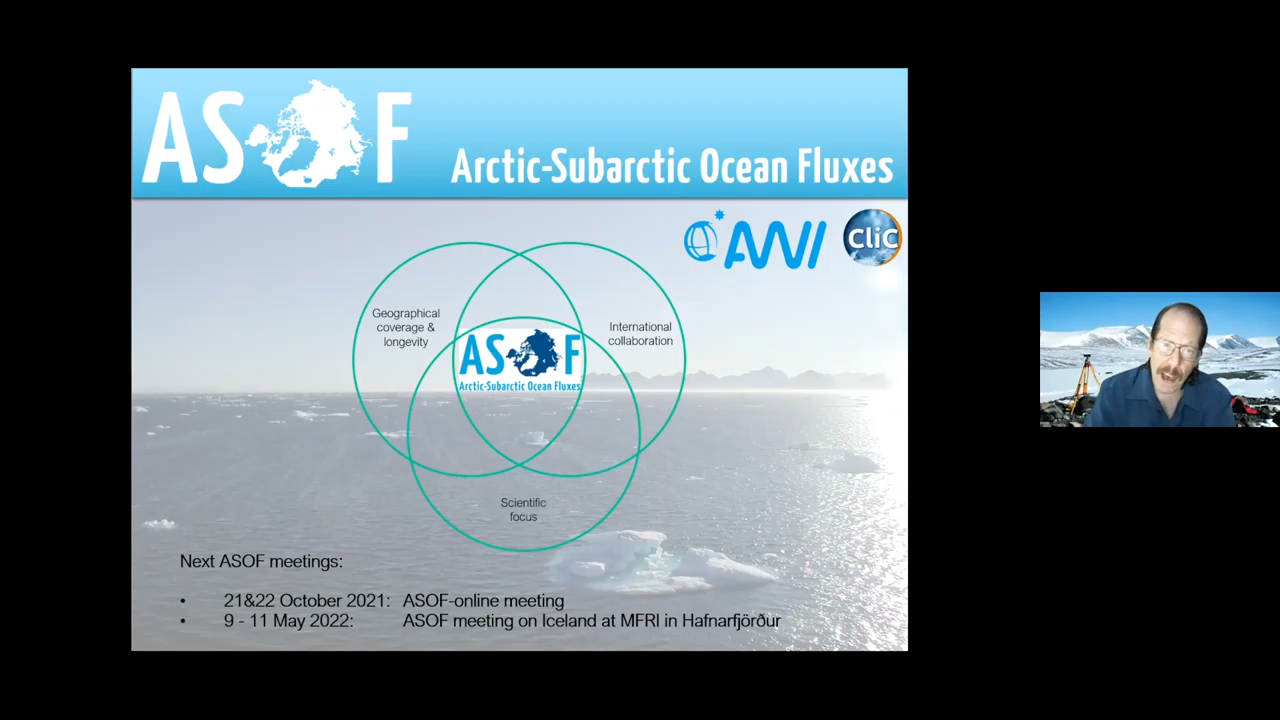 AS F
Arctic-Subarctic Ocean Fluxes
AWI
CliC
Geographical
coverage &
longevity
International
collaboration
AS F
Arctic-Subarctic Ocean Fluxes
Scientific
focus
Next ASOF meetings:
• 21&22 October 2021: ASOF-online meeting
• 9 - 11 May 2022: ASOF meeting on Iceland at MFRI in Hafnarfjörður